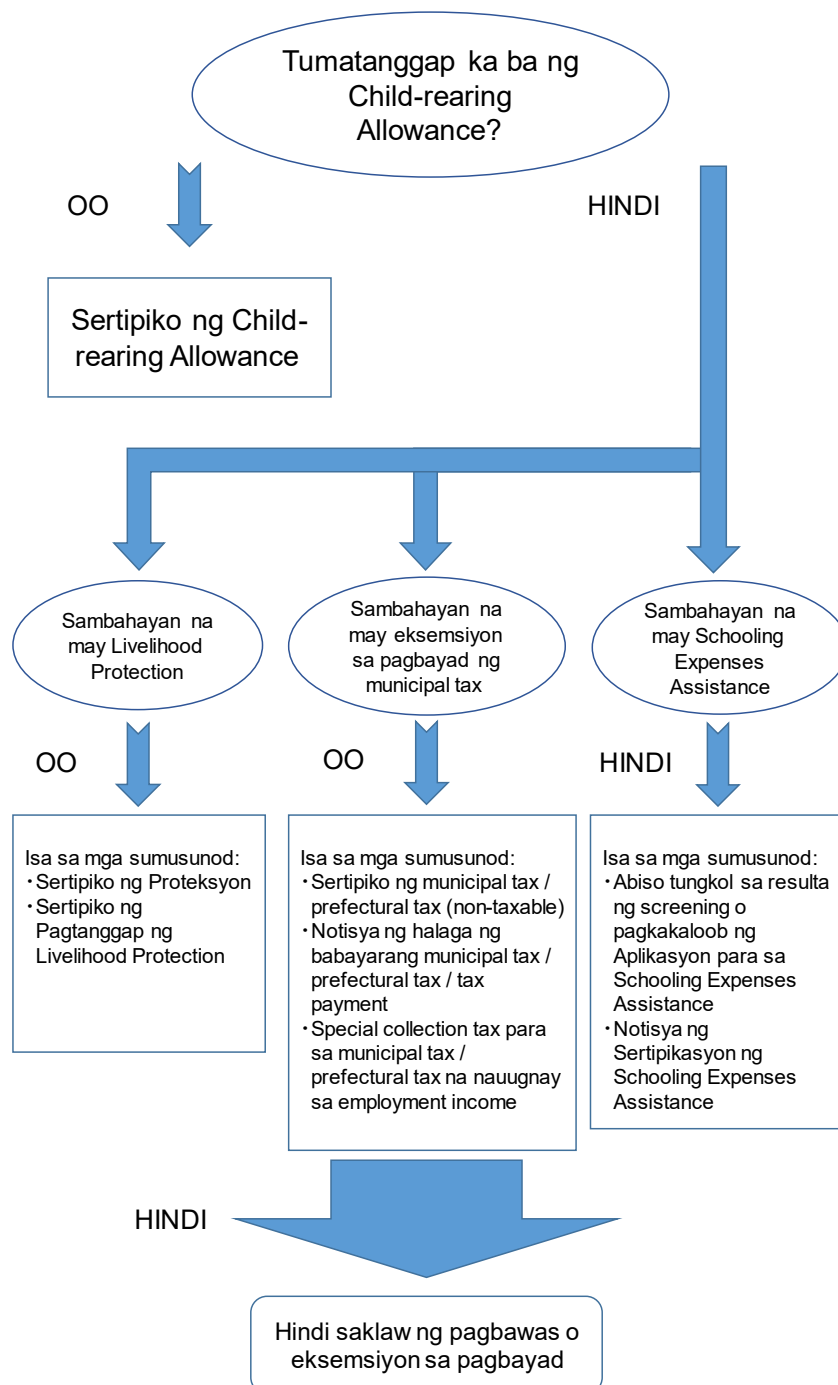 Tumatanggap ka ba ng
Child-rearing
Allowance?
OO
HINDI
Sertipiko ng Child-
rearing Allowance
Sambahayan na
may Livelihood
Protection
Sambahayan na
may eksemsiyon
sa pagbayad ng
municipal tax
Sambahayan na
may Schooling
Expenses
Assistance
OO
OO
HINDI
Isa sa mga sumusunod:
・Sertipiko ng Proteksyon
・Sertipiko ng
Pagtanggap ng
Livelihood Protection
Isa sa mga sumusunod:
・Sertipiko ng municipal tax /
prefectural tax (non-taxable)
・Notisya ng halaga ng
babayarang municipal tax /
prefectural tax / tax
payment
・Special collection tax para
sa municipal tax /
prefectural tax na nauugnay
sa employment income
Isa sa mga sumusunod:
・Abiso tungkol sa resulta
ng screening o
pagkakaloob ng
Aplikasyon para sa
Schooling Expenses
Assistance
・Notisya ng
Sertipikasyon ng
Schooling Expenses
Assistance
HINDI
Hindi saklaw ng pagbawas o
eksemsiyon sa pagbayad